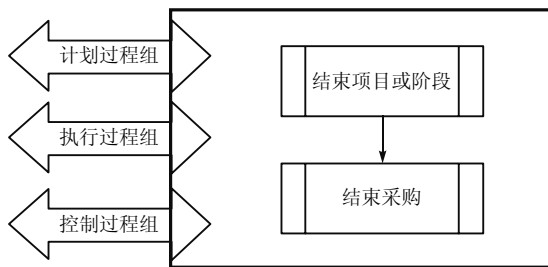 计划过程组
执行过程组
控制过程组
结束项目或阶段
结束采购